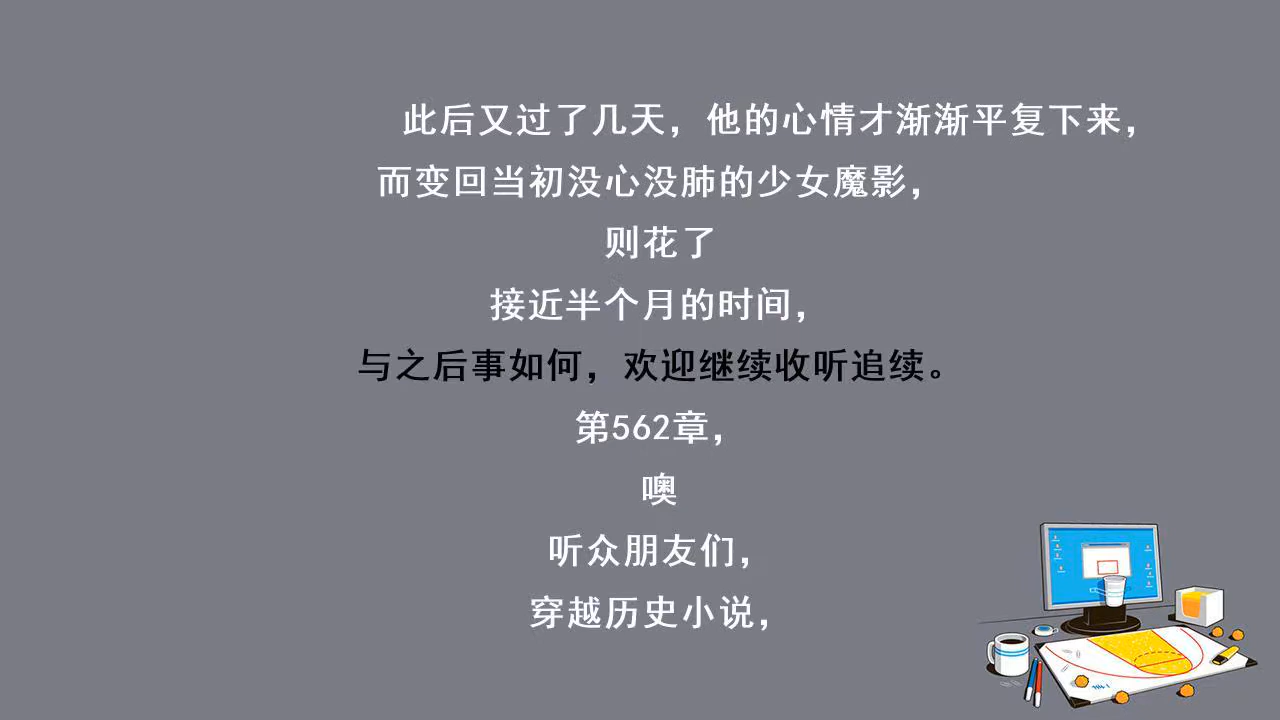 此后又过了几天，他的心情才渐渐平复下来，
而变回当初没心没肺的少女魔影，
则花了
接近半个月的时间，
与之后事如何，欢迎继续收听追续。
第562章，
噢
听众朋友们，
穿越历史小说，